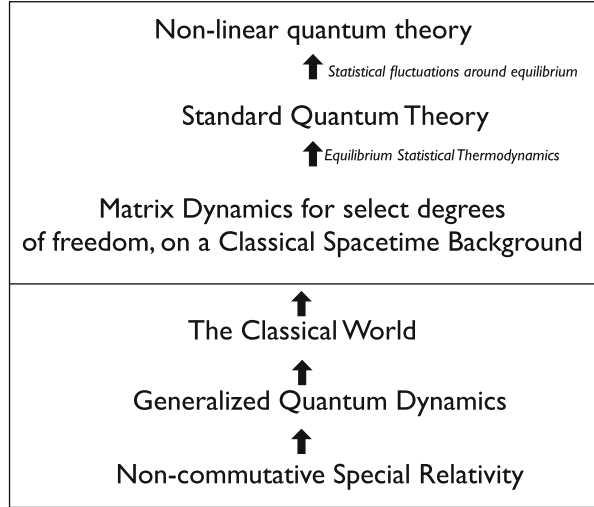 Non-linear quantum theory
Statistical fluctuations around equilibrium
Standard Quantum Theory
Equilibrium Statistical Thermodynamics
Matrix Dynamics for select degrees
of freedom, on a Classical Spacetime Background
The Classical World
Generalized Quantum Dynamics
Non-commutative Special Relativity